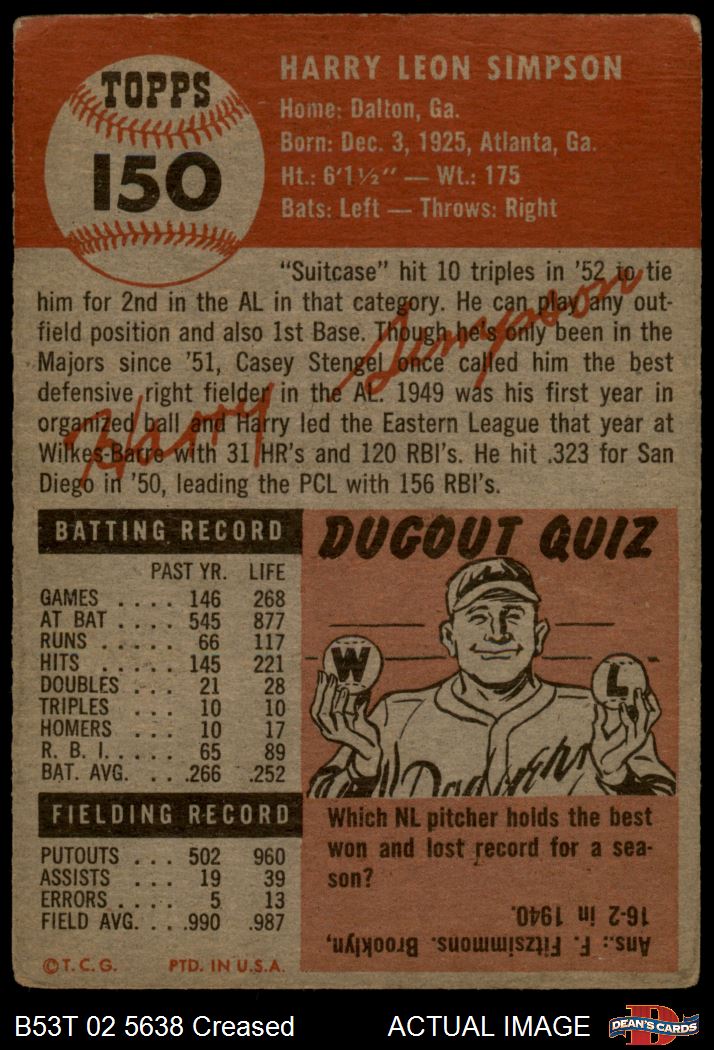 TOPPS
150
HARRY LEON SIMPSON
Home: Dalton, Ga.
Born: Dec. 3, 1925, Atlanta, Ga.
Ht.: 6'1½" — Wt.: 175
Bats: Left — Throws: Right
"Suitcase" hit 10 triples in '52 to tie
him for 2nd in the AL in that category. He can play any out-
field position and also 1st Base. Though he's only been in the
Majors since '51, Casey Stengel once called him the best
defensive right fielder in the AL. 1949 was his first year in
organized ball and Harry led the Eastern League that year at
Wilkes-Barre with 31 HR's and 120 RBI's. He hit .323 for San
Diego in '50, leading the PCL with 156 RBI's.
Harry Simpson
BATTING RECORD
PAST YR. LIFE
GAMES .... 146 268
AT BAT .... 545 877
RUNS ..... 66 117
HITS ..... 145 221
DOUBLES ... 21 28
TRIPLES ... 10 10
HOMERS ... 10 17
R. B. I. .... 65 89
BAT. AVG. ... .266 .252
FIELDING RECORD
PUTOUTS ... 502 960
ASSISTS ... 19 39
ERRORS ... 5 13
FIELD AVG. ... .990 .987
©T.C.G. PTD. IN U.S.A.
DUGOUT QUIZ
W
L
Which NL pitcher holds the best
won and lost record for a sea-
son?
Ans.: F. Fitzsimmons. Brooklyn,
16-2 in 1940.
B53T 02 5638 Creased
ACTUAL IMAGE
DEAN'S CARDS